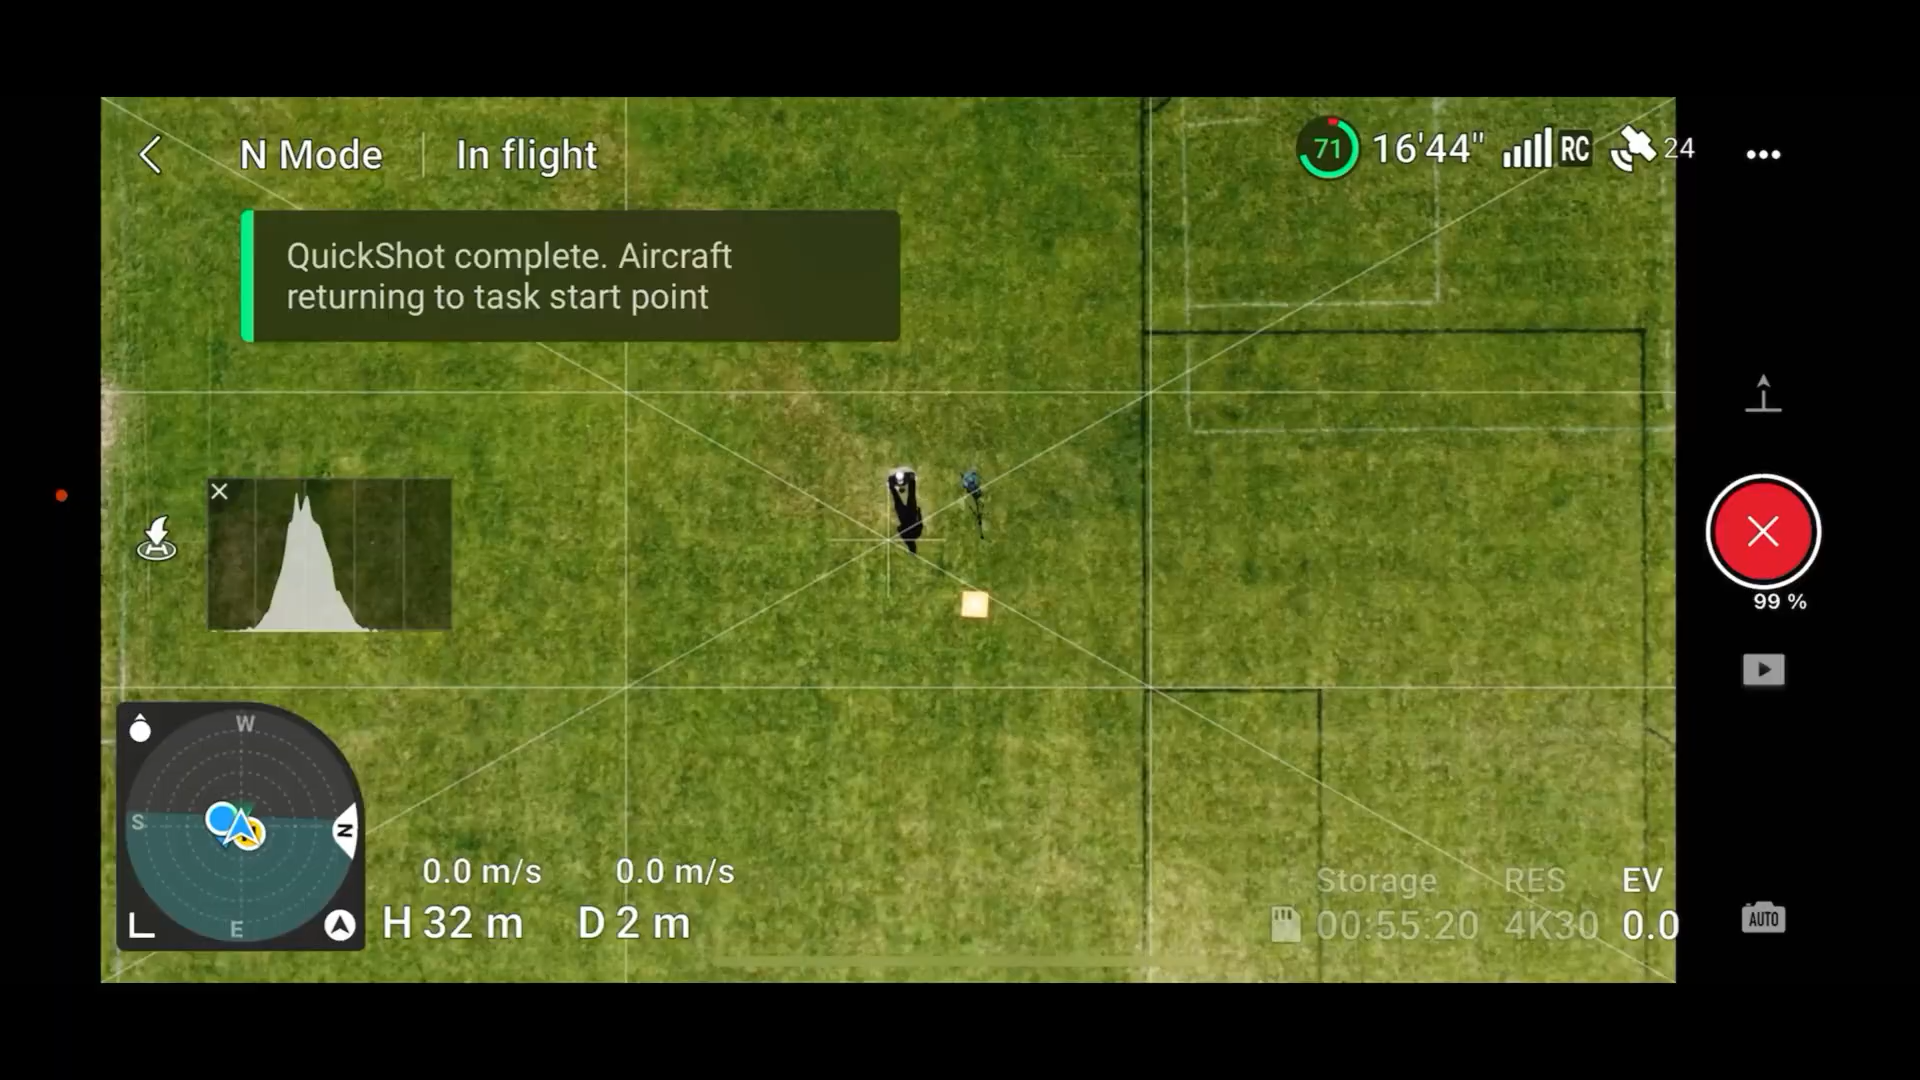 N Mode
In flight
71
16'44"
RC
24
QuickShot complete. Aircraft
returning to task start point
99 %
W
S
N
E
0.0 m/s
0.0 m/s
H 32 m
D 2 m
Storage
RES
EV
00:55:20
4K30
0.0
AUTO